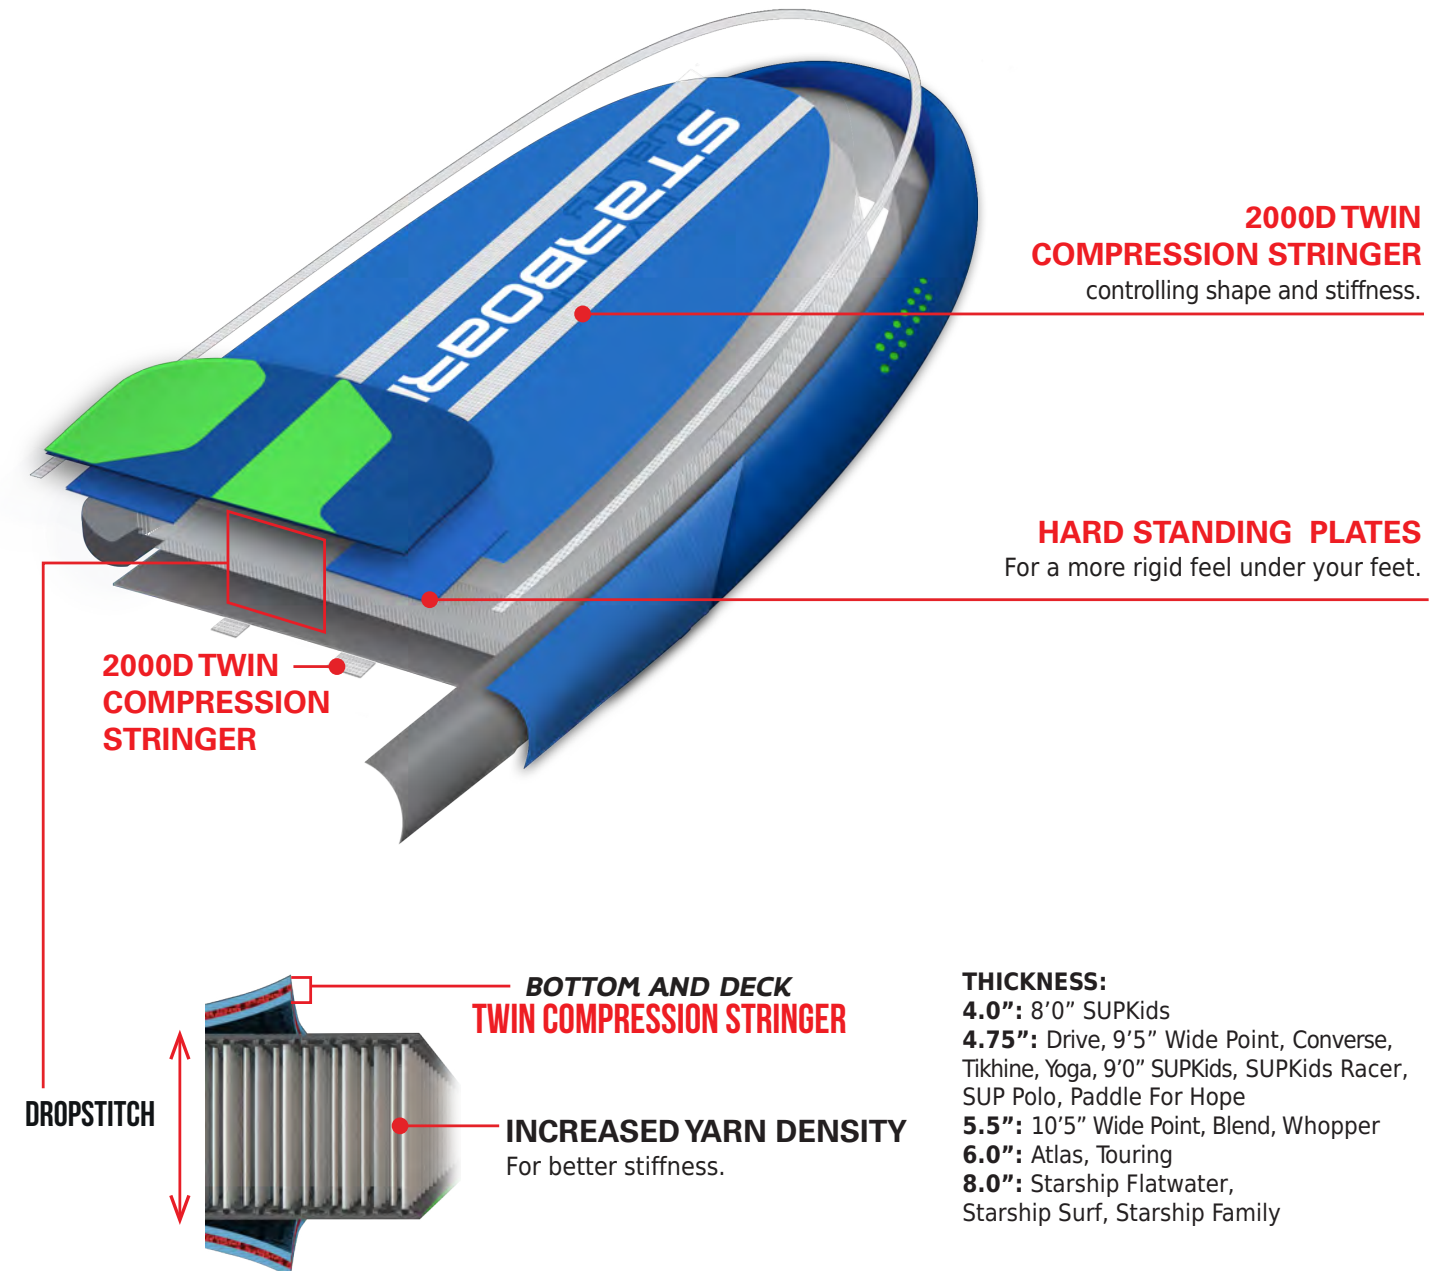 STaRBOaRD
2000D TWIN
COMPRESSION STRINGER
controlling shape and stiffness.
HARD STANDING PLATES
For a more rigid feel under your feet.
2000D TWIN
COMPRESSION
STRINGER
BOTTOM AND DECK
TWIN COMPRESSION STRINGER
DROPSTITCH
INCREASED YARN DENSITY
For better stiffness.
THICKNESS:
4.0”: 8’0” SUPKids
4.75”: Drive, 9’5” Wide Point, Converse,
Tikhine, Yoga, 9’0” SUPKids, SUPKids Racer,
SUP Polo, Paddle For Hope
5.5”: 10’5” Wide Point, Blend, Whopper
6.0”: Atlas, Touring
8.0”: Starship Flatwater,
Starship Surf, Starship Family